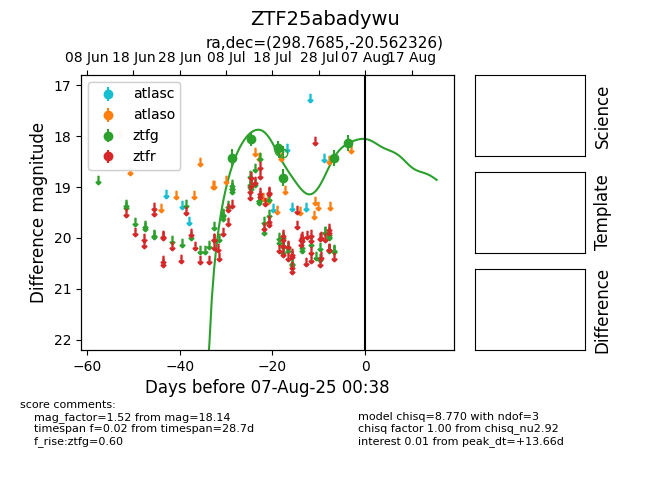 ZTF25abadywu
ra,dec=(298.7685,-20.562326)
08 Jun 18 Jun 28 Jun 08 Jul 18 Jul 28 Jul 07 Aug 17 Aug
atlasc
atlaso
ztfg
ztfr
17
18
19
20
21
22
Difference magnitude
−60 −40 −20 0
Days before 07-Aug-25 00:38
Science
Template
Difference
score comments:
mag_factor=1.52 from mag=18.14
timespan f=0.02 from timespan=28.7d
f_rise:ztfg=0.60
model chisq=8.770 with ndof=3
chisq factor 1.00 from chisq_nu2.92
interest 0.01 from peak_dt=+13.66d